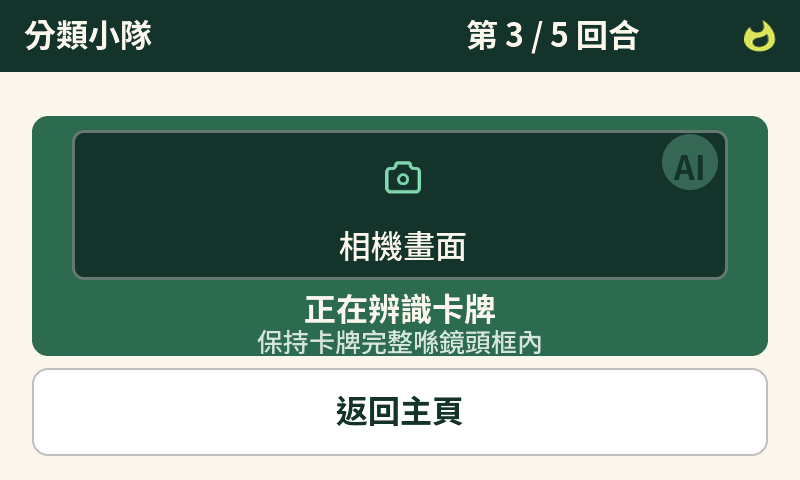 分類小隊
第 3 / 5 回合
AI
相機畫面
正在辨識卡牌
保持卡牌完整喺鏡頭框內
返回主頁